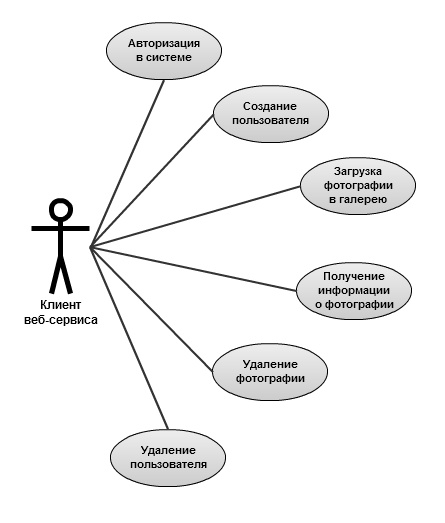 Авторизация
в системе
Создание
пользователя
Загрузка
фотографии
в галерею
Клиент
веб-сервиса
Получение
информации
о фотографии
Удаление
фотографии
Удаление
пользователя